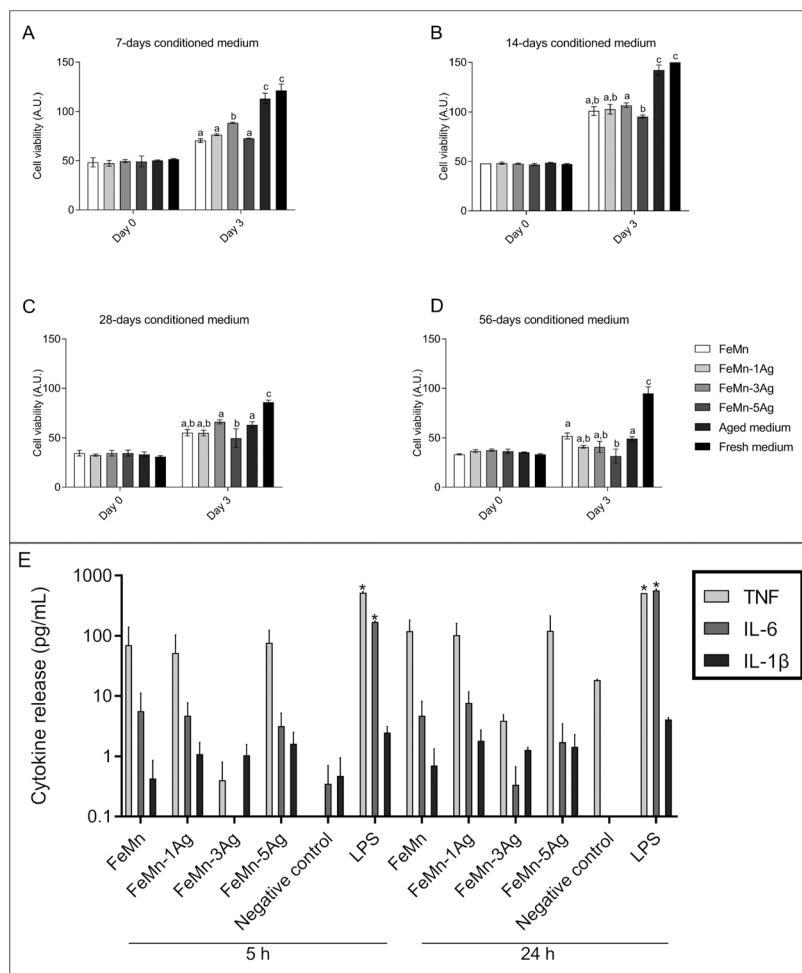 A
7-days conditioned medium
Cell viability (A.U.)
150
100
50
0
a
a
b
a
c
c
Day 0
Day 3
B
14-days conditioned medium
Cell viability (A.U.)
150
100
50
0
a,b
a,b
a
b
c
c
Day 0
Day 3
C
28-days conditioned medium
Cell viability (A.U.)
150
100
50
0
a,b
a,b
a
b
a
c
Day 0
Day 3
D
56-days conditioned medium
Cell viability (A.U.)
150
100
50
0
a
a,b
a,b
b
a
c
Day 0
Day 3
FeMn
FeMn-1Ag
FeMn-3Ag
FeMn-5Ag
Aged medium
Fresh medium
E
Cytokine release (pg/mL)
1000
100
10
1
0.1
* * * *
TNF
IL-6
IL-1β
FeMn
FeMn-1Ag
FeMn-3Ag
FeMn-5Ag
Negative control
LPS
FeMn
FeMn-1Ag
FeMn-3Ag
FeMn-5Ag
Negative control
LPS
5 h
24 h